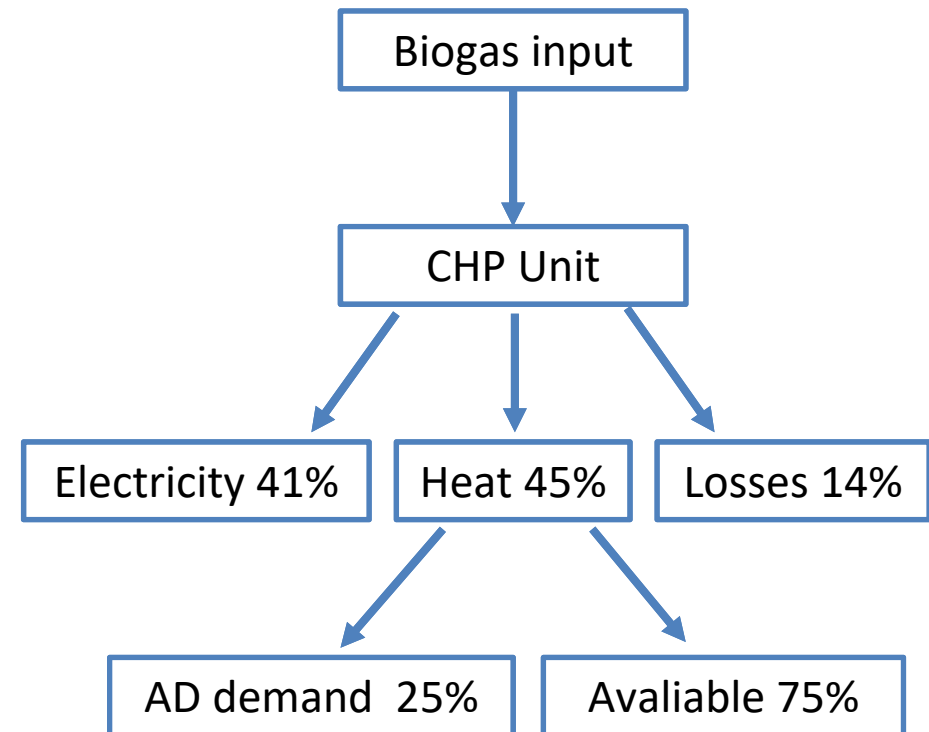 Biogas input
CHP Unit
Electricity 41%
Heat 45%
Losses 14%
AD demand  25%
Avaliable 75%